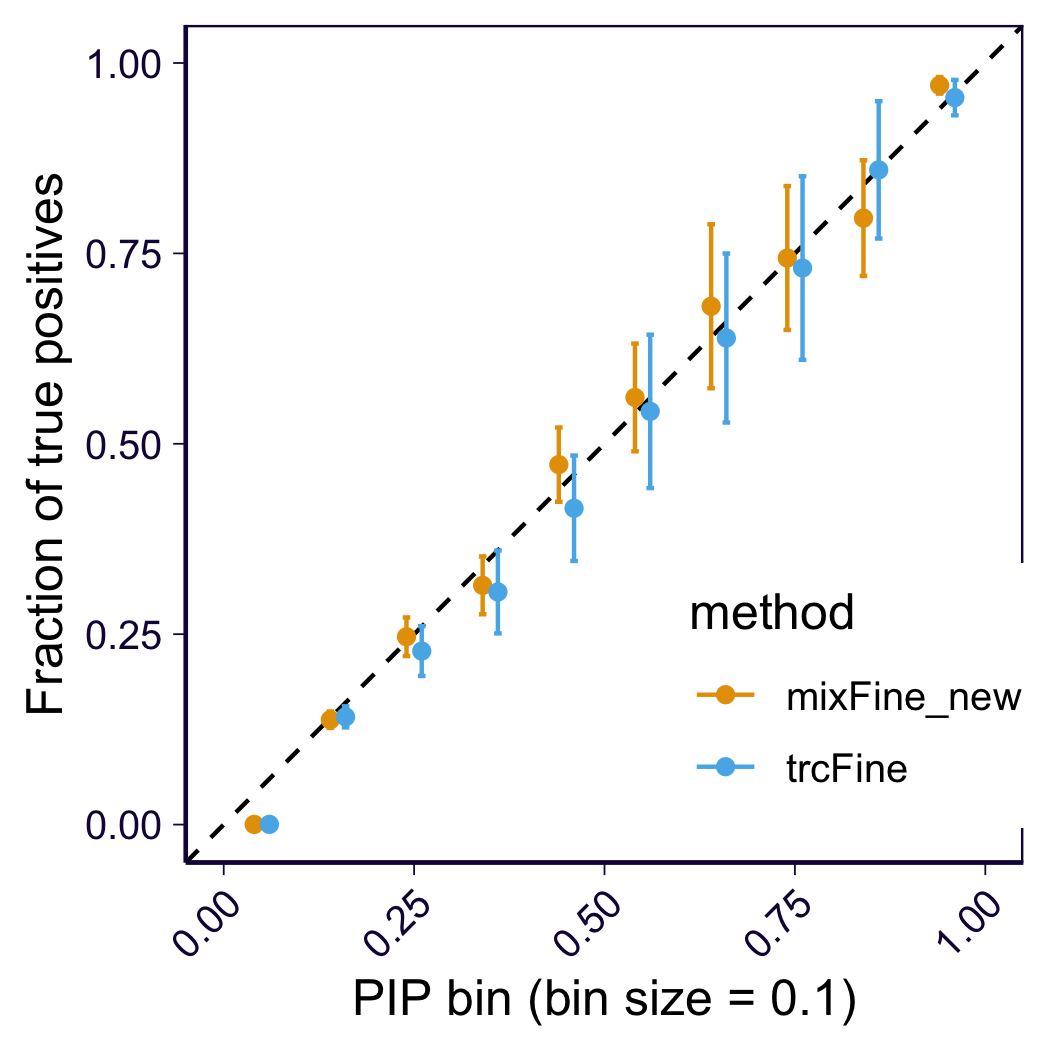 Fraction of true positives
1.00
0.75
0.50
0.25
0.00
method
mixFine_new
trcFine
0.00
0.25
0.50
0.75
1.00
PIP bin (bin size = 0.1)